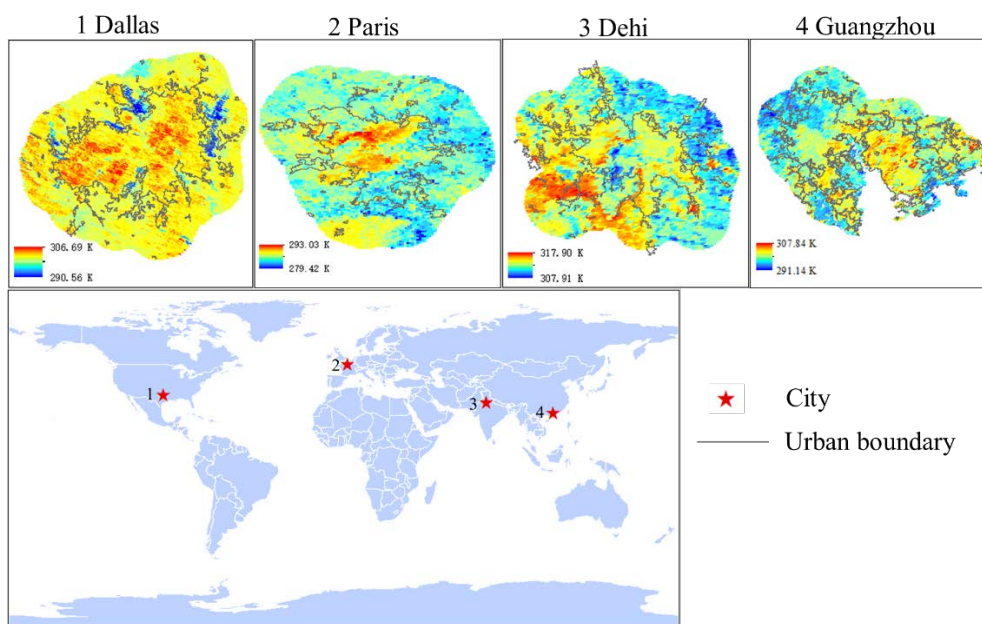 1 Dallas
2 Paris
3 Dehi
4 Guangzhou
306.69 K
290.56 K
293.03 K
279.42 K
317.90 K
307.91 K
307.84 K
291.14 K
1
2
3
4
City
Urban boundary